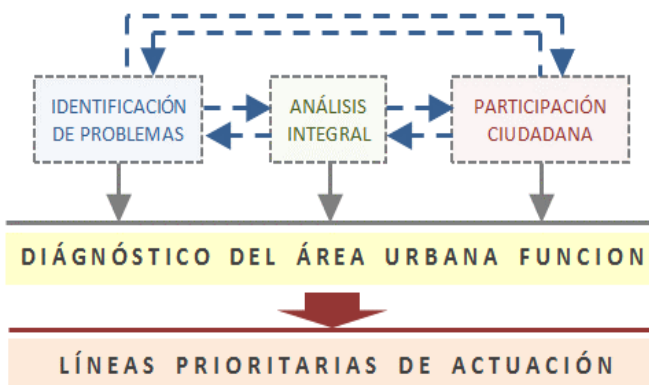 IDENTIFICACIÓN
DE PROBLEMAS
ANÁLISIS
INTEGRAL
PARTICIPACIÓN
CIUDADANA
DIÁGNÓSTICO DEL ÁREA URBANA FUNCION
LÍNEAS PRIORITARIAS DE ACTUACIÓN